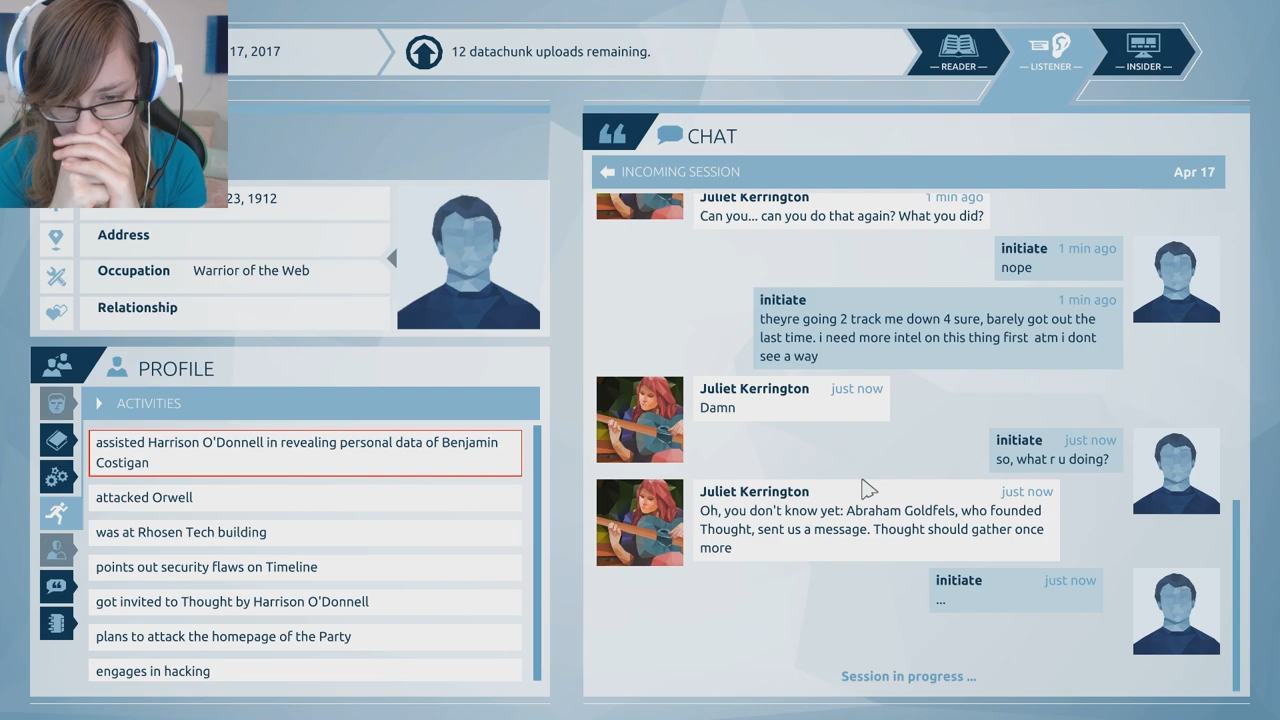 17, 2017
12 datachunk uploads remaining.
— READER —
— LISTENER —
— INSIDER —
23, 1912
Address
Occupation Warrior of the Web
Relationship
PROFILE
ACTIVITIES
assisted Harrison O'Donnell in revealing personal data of Benjamin
Costigan
attacked Orwell
was at Rhosen Tech building
points out security flaws on Timeline
got invited to Thought by Harrison O'Donnell
plans to attack the homepage of the Party
engages in hacking
CHAT
INCOMING SESSION Apr 17
Juliet Kerrington 1 min ago
Can you... can you do that again? What you did?
initiate 1 min ago
nope
initiate 1 min ago
theyre going 2 track me down 4 sure, barely got out the
last time. i need more intel on this thing first atm i dont
see a way
Juliet Kerrington just now
Damn
initiate just now
so, what r u doing?
Juliet Kerrington just now
Oh, you don't know yet: Abraham Goldfels, who founded
Thought, sent us a message. Thought should gather once
more
initiate just now
...
Session in progress ...